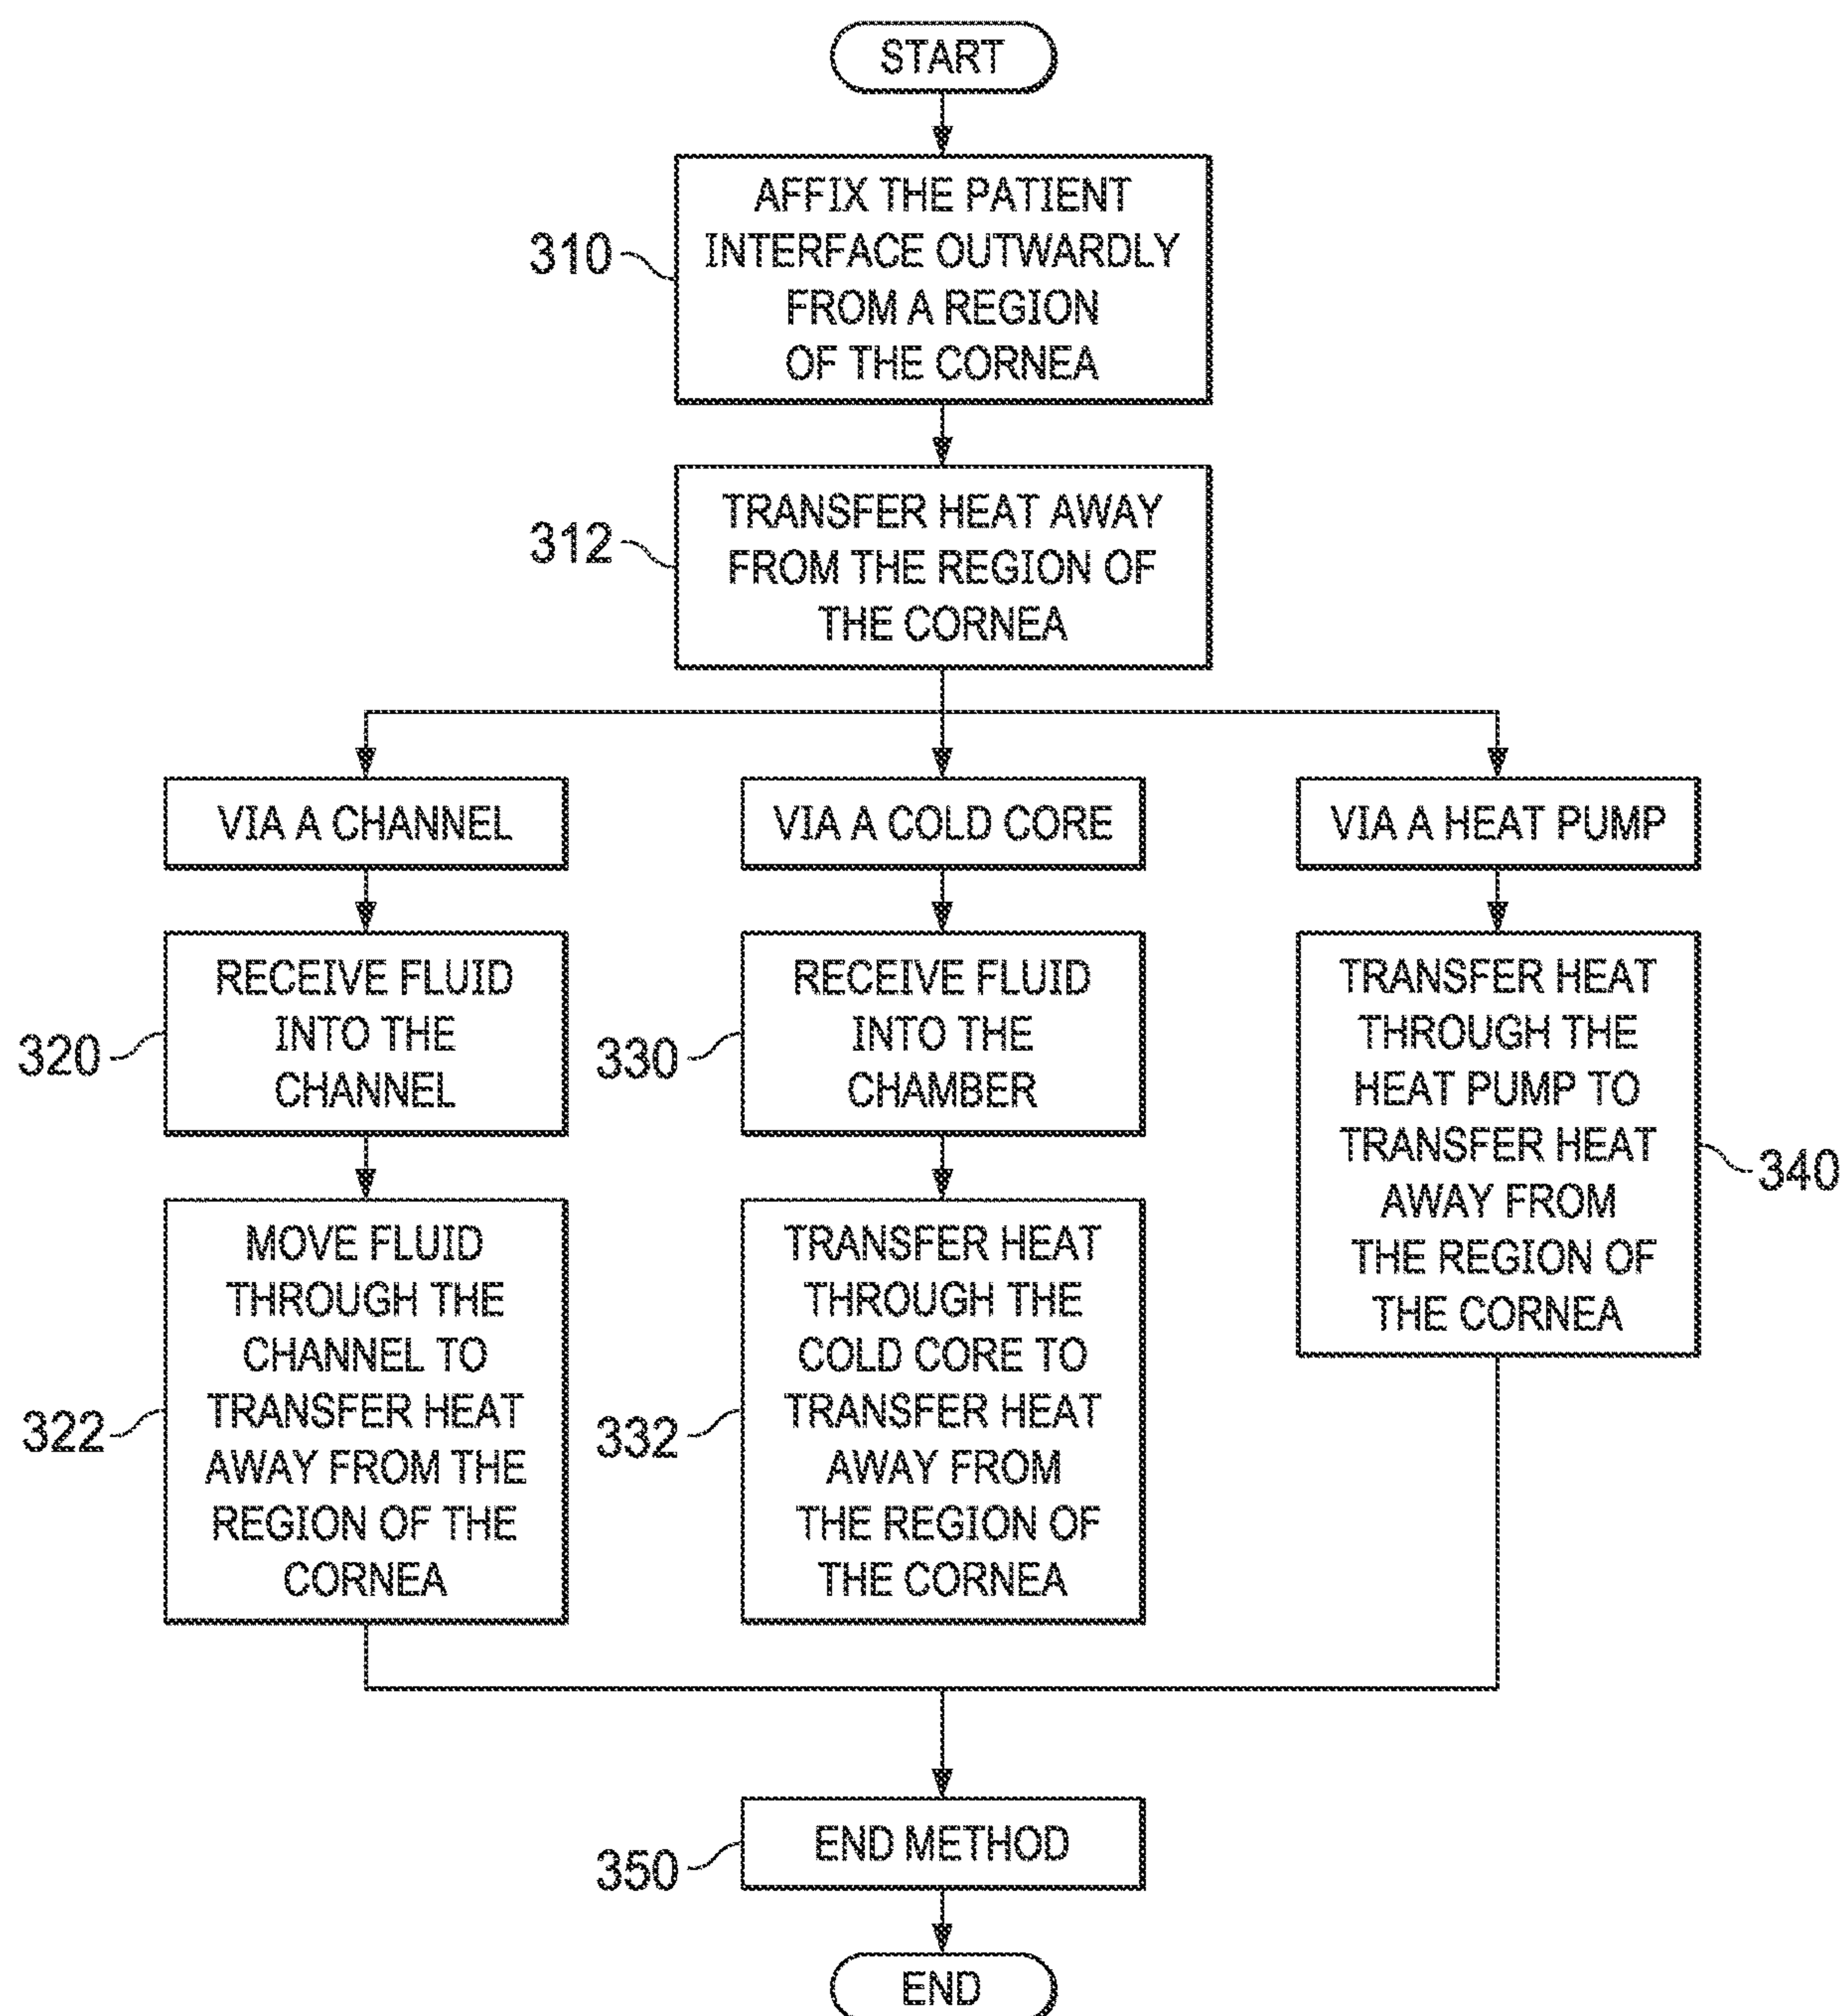 START
310
AFFIX THE PATIENT
INTERFACE OUTWARDLY
FROM A REGION
OF THE CORNEA
312
TRANSFER HEAT AWAY
FROM THE REGION OF
THE CORNEA
VIA A CHANNEL
320
RECEIVE FLUID
INTO THE
CHANNEL
322
MOVE FLUID
THROUGH THE
CHANNEL TO
TRANSFER HEAT
AWAY FROM THE
REGION OF THE
CORNEA
VIA A COLD CORE
330
RECEIVE FLUID
INTO THE
CHAMBER
332
TRANSFER HEAT
THROUGH THE
COLD CORE TO
TRANSFER HEAT
AWAY FROM
THE REGION OF
THE CORNEA
VIA A HEAT PUMP
TRANSFER HEAT
THROUGH THE
HEAT PUMP TO
TRANSFER HEAT
AWAY FROM
THE REGION OF
THE CORNEA
340
350
END METHOD
END